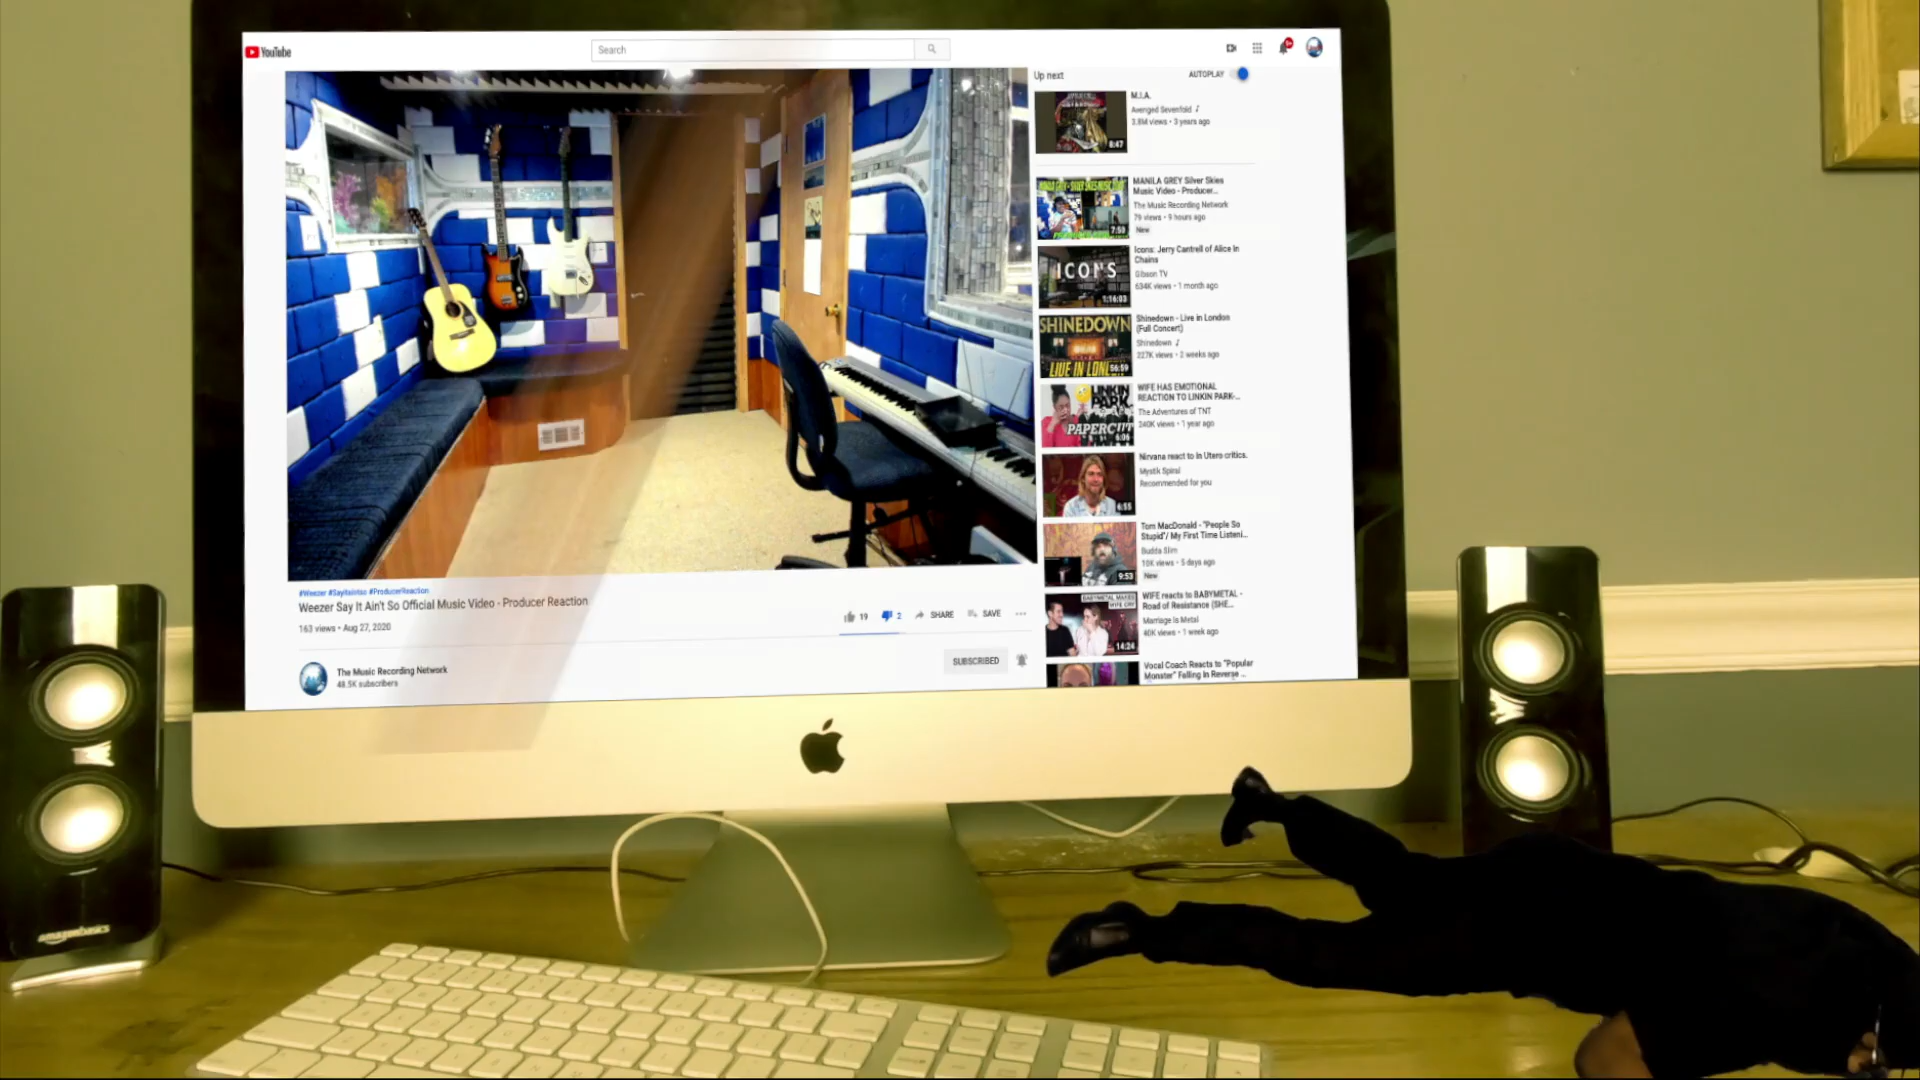 YouTube
Search
9+
Up next
AUTOPLAY
M.I.A.
Avenged Sevenfold ♪
3.8M views • 3 years ago
8:47
MANILA GREY Silver Skies
Music Video - Producer...
The Music Recording Network
79 views • 9 hours ago
New
7:59
Icons: Jerry Cantrell of Alice In
Chains
Gibson TV
634K views • 1 month ago
ICONS
1:16:03
Shinedown - Live in London
(Full Concert)
Shinedown ♪
227K views • 2 weeks ago
SHINEDOWN
LIVE IN LONDON
56:59
WIFE HAS EMOTIONAL
REACTION TO LINKIN PARK-...
The Adventures of TNT
240K views • 1 year ago
LINKIN
PARK
PAPERCUT
6:06
Nirvana react to In Utero critics.
Mystik Spiral
Recommended for you
6:55
Tom MacDonald - "People So
Stupid"/ My First Time Listeni...
Budda Slim
10K views • 5 days ago
New
9:53
WIFE reacts to BABYMETAL -
Road of Resistance (SHE...
Marriage Is Metal
40K views • 1 week ago
BABYMETAL MAKES
WIFE CRY
14:24
Vocal Coach Reacts to "Popular
Monster" Falling In Reverse ...
#Weezer #SayItAintSo #ProducerReaction
Weezer Say It Ain't So Official Music Video - Producer Reaction
163 views • Aug 27, 2020
19
2
SHARE
SAVE
The Music Recording Network
48.5K subscribers
SUBSCRIBED
amazonbasics